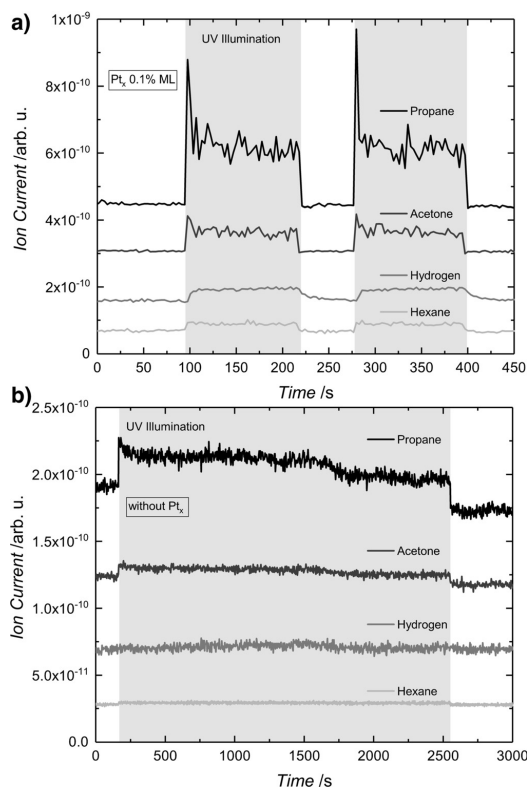 a)
1x10⁻⁹
UV Illumination
Ptₓ 0.1% ML
8x10⁻¹⁰
Propane
6x10⁻¹⁰
Acetone
4x10⁻¹⁰
Hydrogen
2x10⁻¹⁰
Hexane
0
0 50 100 150 200 250 300 350 400 450
Ion Current /arb. u.
Time /s
b)
2.5x10⁻¹⁰
UV Illumination
Propane
2.0x10⁻¹⁰
without Ptₓ
1.5x10⁻¹⁰
Acetone
1.0x10⁻¹⁰
Hydrogen
5.0x10⁻¹¹
Hexane
0.0
0 500 1000 1500 2000 2500 3000
Ion Current /arb. u.
Time /s